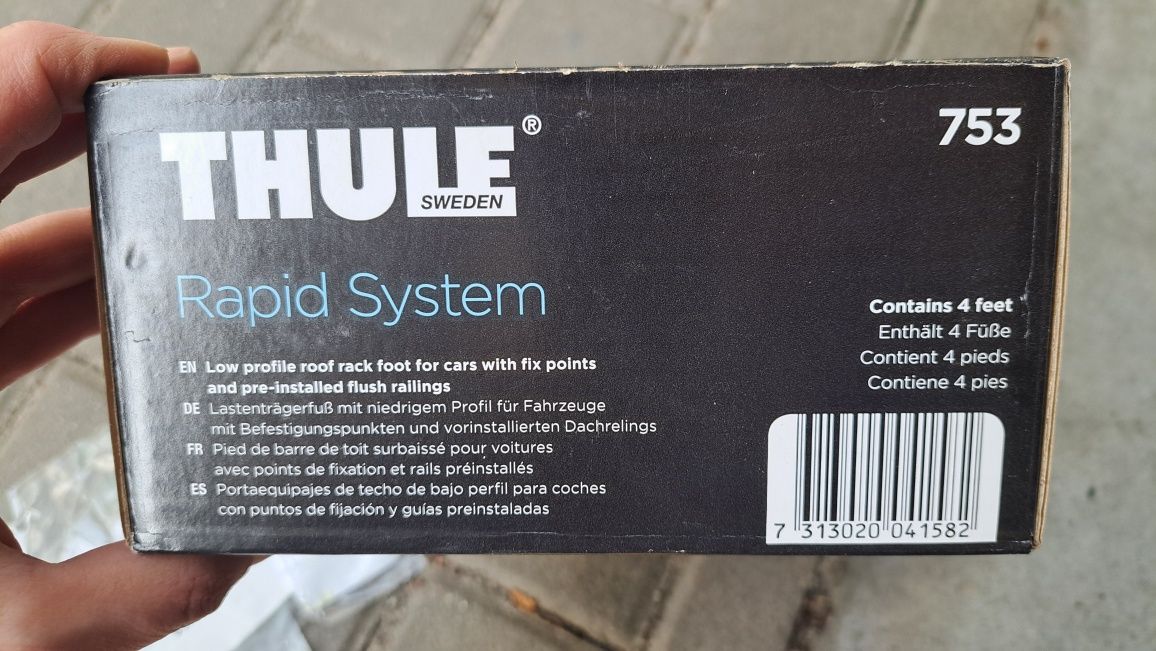 THULE®
SWEDEN
753
Rapid System
EN Low profile roof rack foot for cars with fix points
and pre-installed flush railings
DE Lastenträgerfuß mit niedrigem Profil für Fahrzeuge
mit Befestigungspunkten und vorinstallierten Dachrelings
FR Pied de barre de toit surbaissé pour voitures
avec points de fixation et rails préinstallés
ES Portaequipajes de techo de bajo perfil para coches
con puntos de fijación y guías preinstaladas
Contains 4 feet
Enthält 4 Füße
Contient 4 pieds
Contiene 4 pies
7 313020 041582